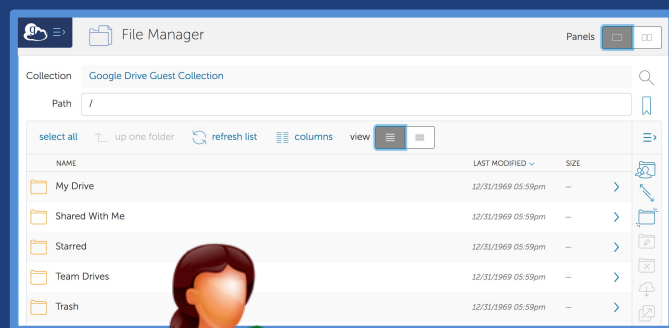 File Manager
Panels
Collection Google Drive Guest Collection
Path /
select all up one folder refresh list columns view
NAME LAST MODIFIED SIZE
My Drive 12/31/1969 05:59pm —
Shared With Me 12/31/1969 05:59pm —
Starred 12/31/1969 05:59pm —
Team Drives 12/31/1969 05:59pm —
Trash 12/31/1969 05:59pm —